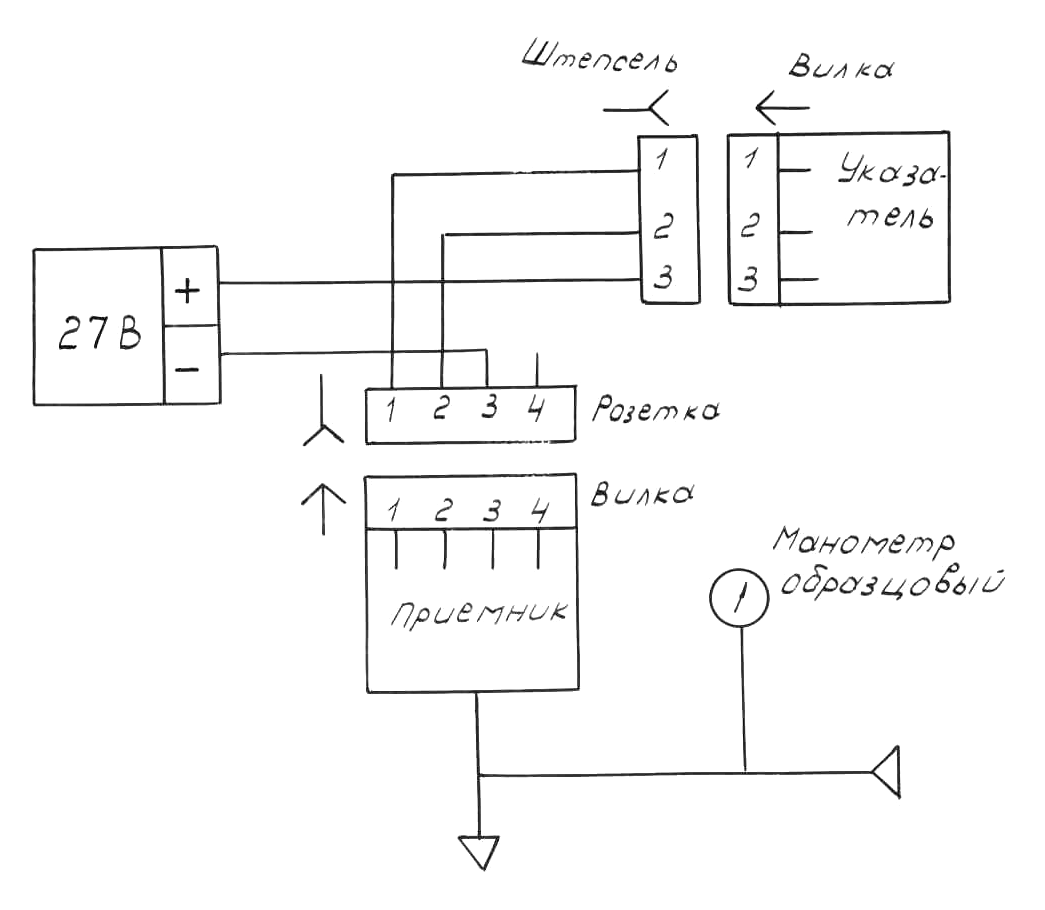 Штепсель
Вилка
1
2
3
1
2
3
Указа-
тель
27В
+
−
1 2 3 4
Розетка
1 2 3 4
Вилка
приемник
Манометр
образцовый